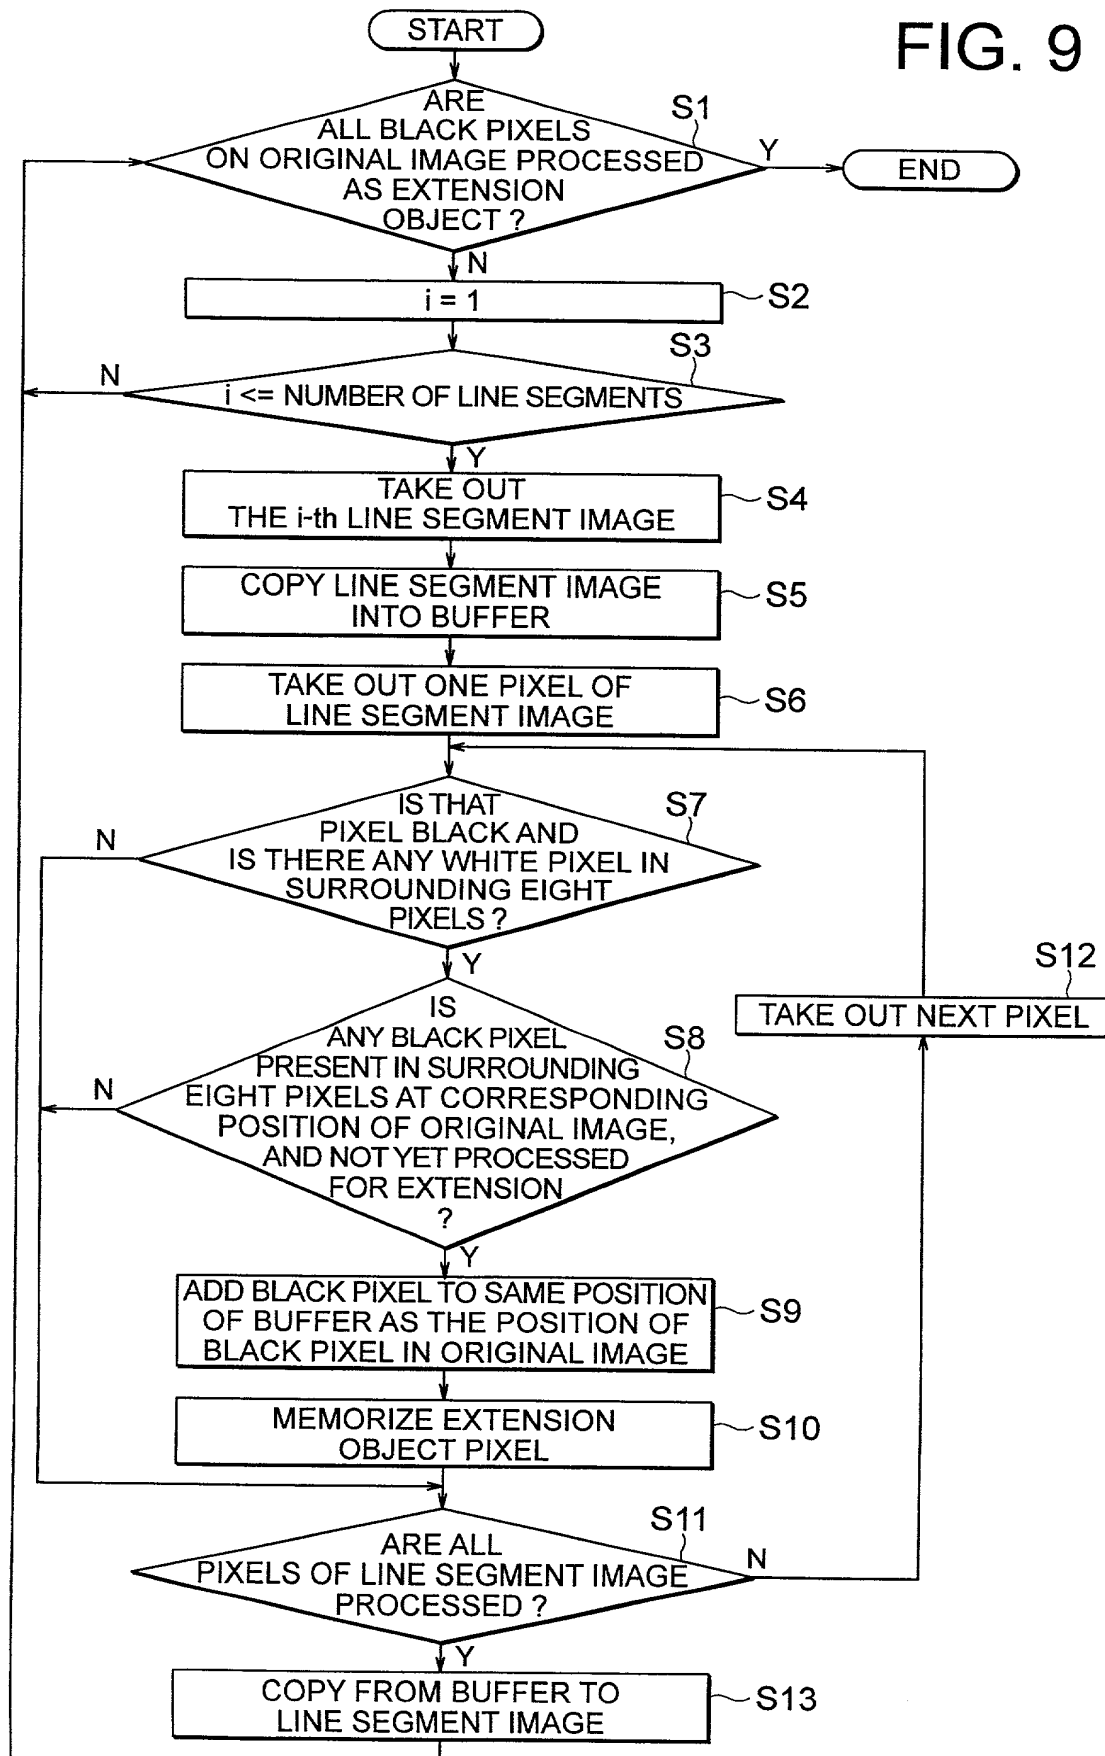 FIG. 9
START
ARE
ALL BLACK PIXELS
ON ORIGINAL IMAGE PROCESSED
AS EXTENSION
OBJECT ?
S1
Y
END
N
i = 1
S2
S3
N
i <= NUMBER OF LINE SEGMENTS
Y
TAKE OUT
THE i-th LINE SEGMENT IMAGE
S4
COPY LINE SEGMENT IMAGE
INTO BUFFER
S5
TAKE OUT ONE PIXEL OF
LINE SEGMENT IMAGE
S6
IS THAT
PIXEL BLACK AND
IS THERE ANY WHITE PIXEL IN
SURROUNDING EIGHT
PIXELS ?
S7
N
Y
IS
ANY BLACK PIXEL
PRESENT IN SURROUNDING
EIGHT PIXELS AT CORRESPONDING
POSITION OF ORIGINAL IMAGE,
AND NOT YET PROCESSED
FOR EXTENSION
?
S8
N
Y
S12
TAKE OUT NEXT PIXEL
ADD BLACK PIXEL TO SAME POSITION
OF BUFFER AS THE POSITION OF
BLACK PIXEL IN ORIGINAL IMAGE
S9
MEMORIZE EXTENSION
OBJECT PIXEL
S10
S11
ARE ALL
PIXELS OF LINE SEGMENT IMAGE
PROCESSED ?
N
Y
COPY FROM BUFFER TO
LINE SEGMENT IMAGE
S13